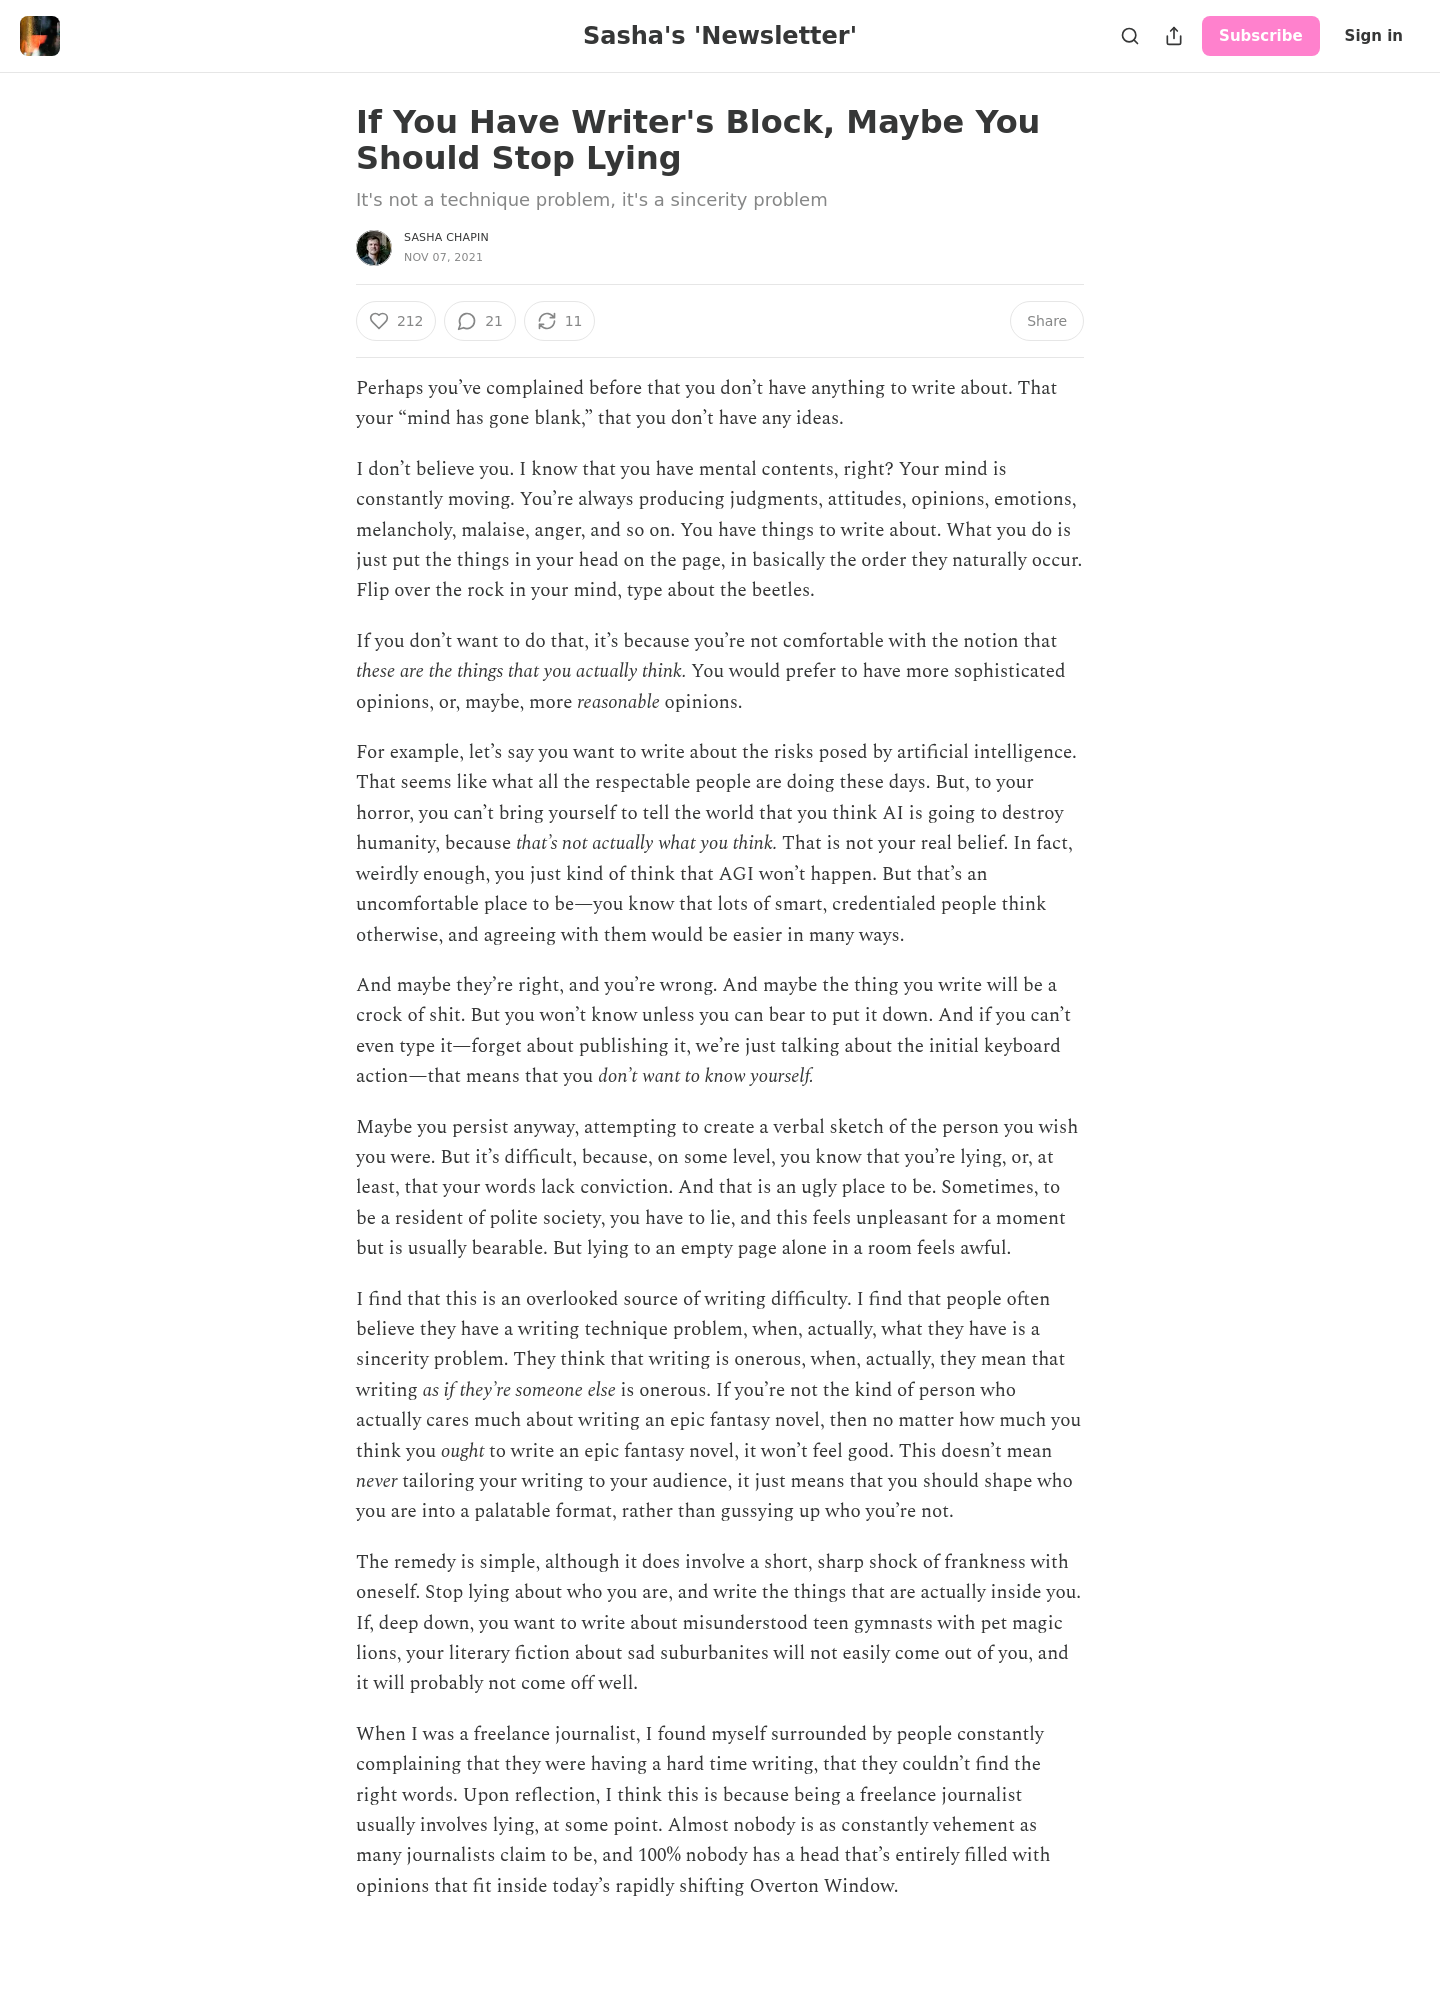 Sasha's 'Newsletter'
Subscribe
Sign in
If You Have Writer's Block, Maybe You
Should Stop Lying
It's not a technique problem, it's a sincerity problem
SASHA CHAPIN
NOV 07, 2021
212
21
11
Share
Perhaps you’ve complained before that you don’t have anything to write about. That
your “mind has gone blank,” that you don’t have any ideas.
I don’t believe you. I know that you have mental contents, right? Your mind is
constantly moving. You’re always producing judgments, attitudes, opinions, emotions,
melancholy, malaise, anger, and so on. You have things to write about. What you do is
just put the things in your head on the page, in basically the order they naturally occur.
Flip over the rock in your mind, type about the beetles.
If you don’t want to do that, it’s because you’re not comfortable with the notion that
these are the things that you actually think. You would prefer to have more sophisticated
opinions, or, maybe, more reasonable opinions.
For example, let’s say you want to write about the risks posed by artificial intelligence.
That seems like what all the respectable people are doing these days. But, to your
horror, you can’t bring yourself to tell the world that you think AI is going to destroy
humanity, because that’s not actually what you think. That is not your real belief. In fact,
weirdly enough, you just kind of think that AGI won’t happen. But that’s an
uncomfortable place to be—you know that lots of smart, credentialed people think
otherwise, and agreeing with them would be easier in many ways.
And maybe they’re right, and you’re wrong. And maybe the thing you write will be a
crock of shit. But you won’t know unless you can bear to put it down. And if you can’t
even type it—forget about publishing it, we’re just talking about the initial keyboard
action—that means that you don’t want to know yourself.
Maybe you persist anyway, attempting to create a verbal sketch of the person you wish
you were. But it’s difficult, because, on some level, you know that you’re lying, or, at
least, that your words lack conviction. And that is an ugly place to be. Sometimes, to
be a resident of polite society, you have to lie, and this feels unpleasant for a moment
but is usually bearable. But lying to an empty page alone in a room feels awful.
I find that this is an overlooked source of writing difficulty. I find that people often
believe they have a writing technique problem, when, actually, what they have is a
sincerity problem. They think that writing is onerous, when, actually, they mean that
writing as if they’re someone else is onerous. If you’re not the kind of person who
actually cares much about writing an epic fantasy novel, then no matter how much you
think you ought to write an epic fantasy novel, it won’t feel good. This doesn’t mean
never tailoring your writing to your audience, it just means that you should shape who
you are into a palatable format, rather than gussying up who you’re not.
The remedy is simple, although it does involve a short, sharp shock of frankness with
oneself. Stop lying about who you are, and write the things that are actually inside you.
If, deep down, you want to write about misunderstood teen gymnasts with pet magic
lions, your literary fiction about sad suburbanites will not easily come out of you, and
it will probably not come off well.
When I was a freelance journalist, I found myself surrounded by people constantly
complaining that they were having a hard time writing, that they couldn’t find the
right words. Upon reflection, I think this is because being a freelance journalist
usually involves lying, at some point. Almost nobody is as constantly vehement as
many journalists claim to be, and 100% nobody has a head that’s entirely filled with
opinions that fit inside today’s rapidly shifting Overton Window.